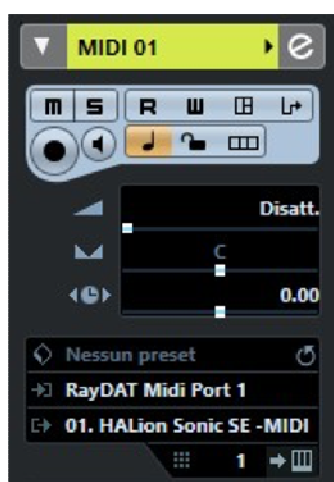 MIDI 01
M S R W
Disatt.
C
0.00
Nessun preset
RayDAT Midi Port 1
01. HALion Sonic SE -MIDI
1